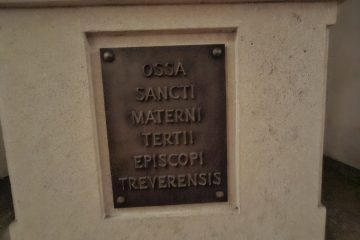 OSSA
SANCTI
MATERNI
TERTII
EPISCOPI
TREVERENSIS